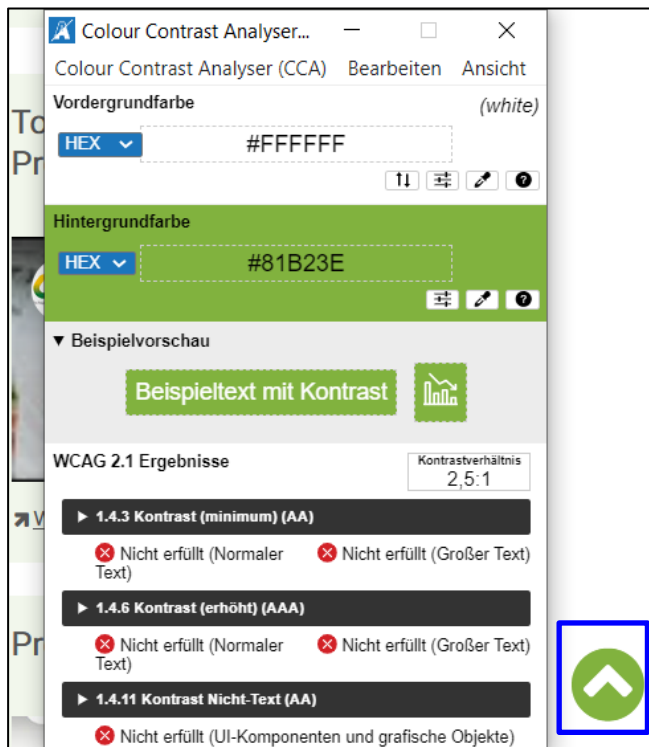 Colour Contrast Analyser...
Colour Contrast Analyser (CCA) Bearbeiten Ansicht
Vordergrundfarbe (white)
To
HEX #FFFFFF
Pr
Hintergrundfarbe
HEX #81B23E
▼ Beispielvorschau
Beispieltext mit Kontrast
WCAG 2.1 Ergebnisse
Kontrastverhältnis
2,5:1
W
▶ 1.4.3 Kontrast (minimum) (AA)
Nicht erfüllt (Normaler Text) Nicht erfüllt (Großer Text)
▶ 1.4.6 Kontrast (erhöht) (AAA)
Pr
Nicht erfüllt (Normaler Text) Nicht erfüllt (Großer Text)
▶ 1.4.11 Kontrast Nicht-Text (AA)
Nicht erfüllt (UI-Komponenten und grafische Objekte)